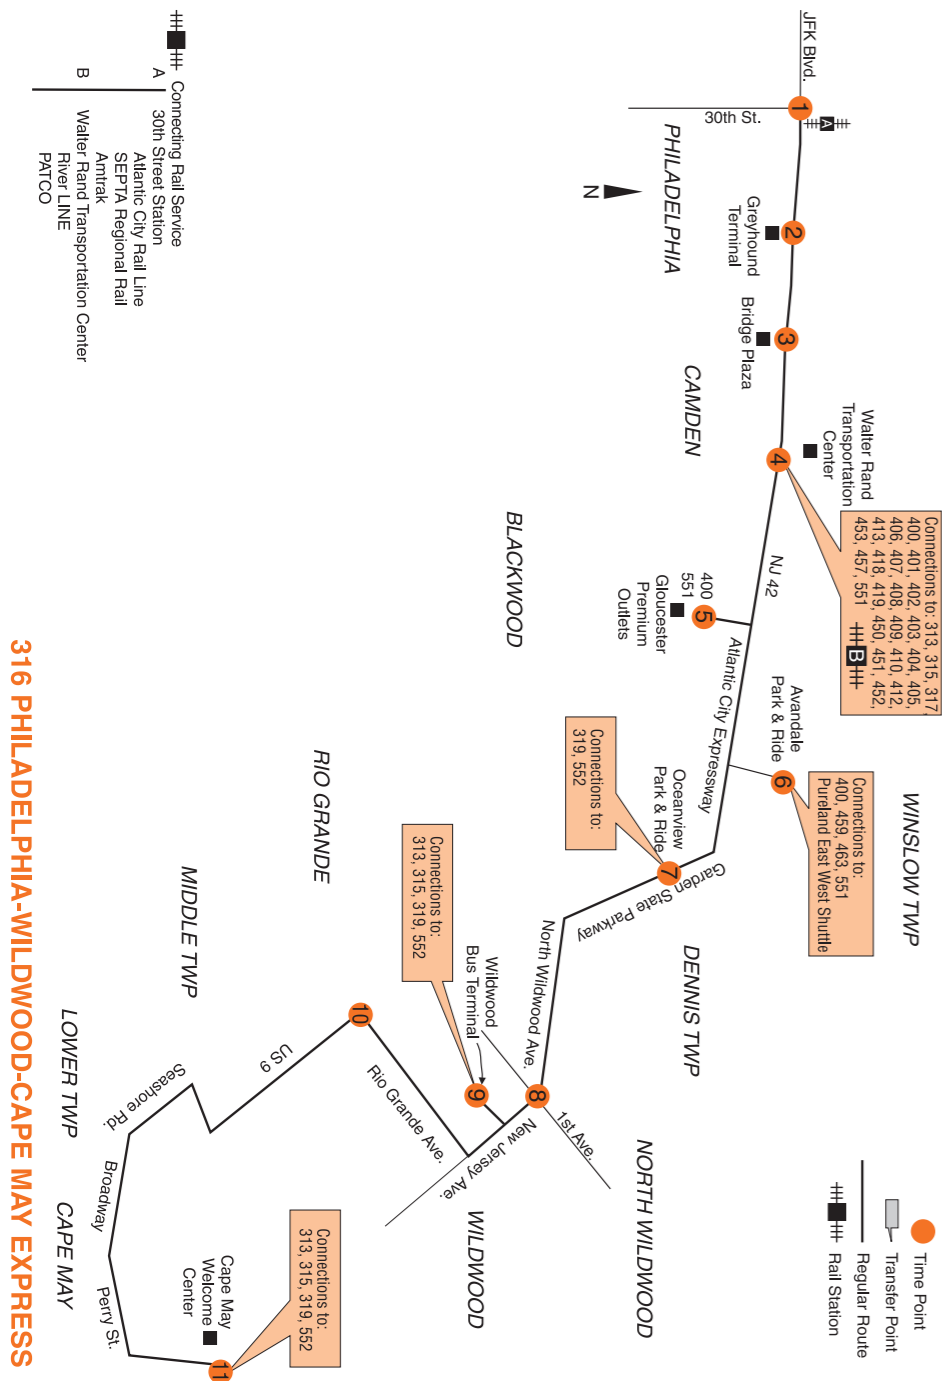 JFK Blvd.
1
A
30th St.
PHILADELPHIA
N
2
Greyhound
Terminal
3
Bridge Plaza
CAMDEN
4
Walter Rand
Transportation
Center
Connections to: 313, 315, 317,
400, 401, 402, 403, 404, 405,
406, 407, 408, 409, 410, 412,
413, 418, 419, 450, 451, 452,
453, 457, 551
B
NJ 42
BLACKWOOD
400
551
5
Gloucester
Premium
Outlets
Atlantic City Expressway
Avandale
Park & Ride
6
Connections to:
400, 459, 463, 551
Pureland East West Shuttle
WINSLOW TWP
Connections to:
319, 552
Oceanview
Park & Ride
7
Garden State Parkway
DENNIS TWP
North Wildwood Ave.
8
1st Ave.
NORTH WILDWOOD
Wildwood
Bus Terminal
9
Connections to:
313, 315, 319, 552
New Jersey Ave.
WILDWOOD
RIO GRANDE
Rio Grande Ave.
10
MIDDLE TWP
US 9
Seashore Rd.
LOWER TWP
Broadway
CAPE MAY
Perry St.
Cape May
Welcome
Center
11
Connections to:
313, 315, 319, 552
Time Point
Transfer Point
Regular Route
Rail Station
Connecting Rail Service
A
30th Street Station
Atlantic City Rail Line
SEPTA Regional Rail
Amtrak
B
Walter Rand Transportation Center
River LINE
PATCO
316 PHILADELPHIA-WILDWOOD-CAPE MAY EXPRESS